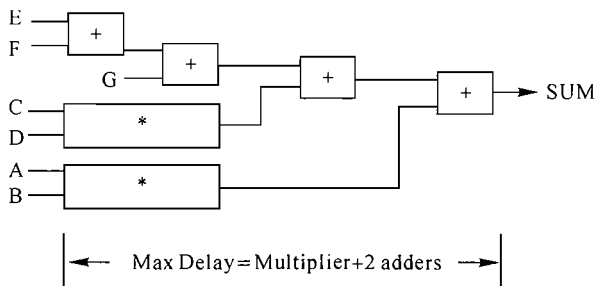 E
F
+
G
+
+
+
SUM
C
D
*
A
B
*
Max Delay=Multiplier+2 adders